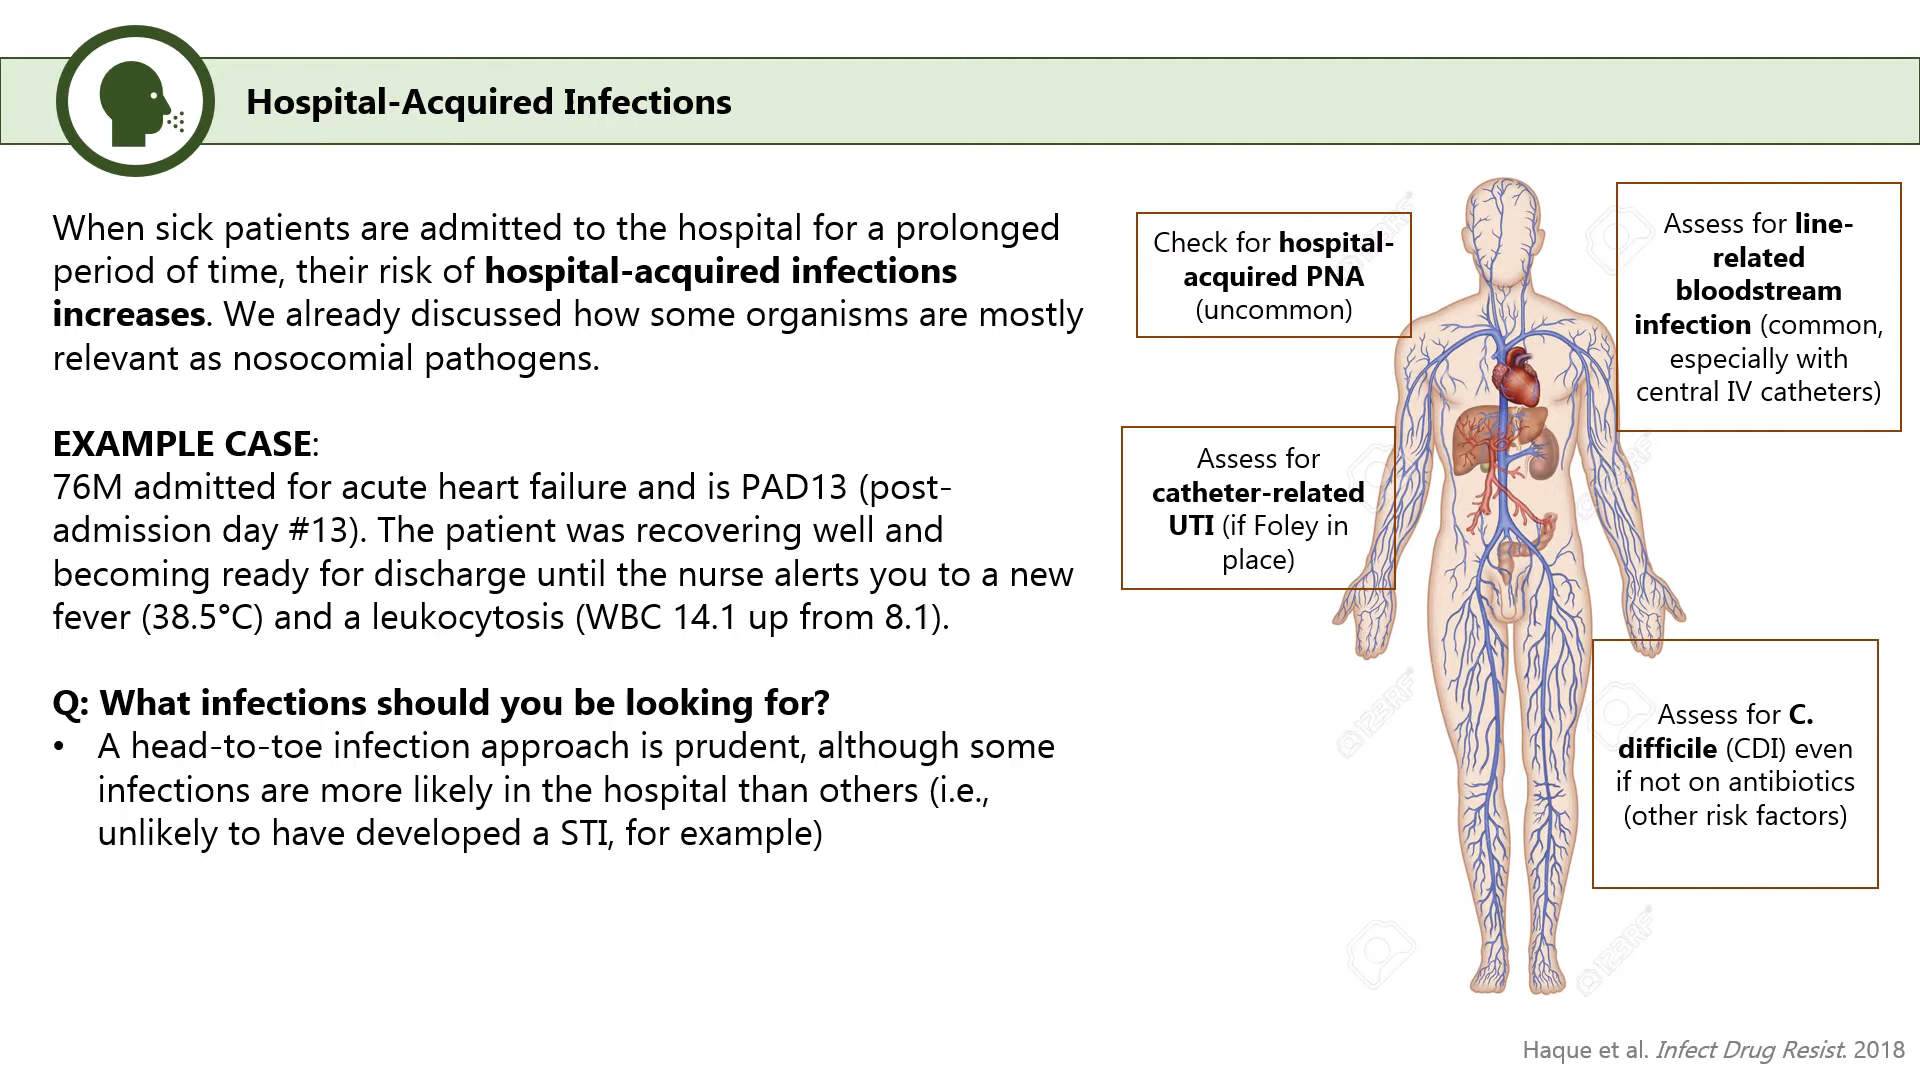 Hospital-Acquired Infections
When sick patients are admitted to the hospital for a prolonged
period of time, their risk of hospital-acquired infections
increases. We already discussed how some organisms are mostly
relevant as nosocomial pathogens.
EXAMPLE CASE:
76M admitted for acute heart failure and is PAD13 (post-
admission day #13). The patient was recovering well and
becoming ready for discharge until the nurse alerts you to a new
fever (38.5°C) and a leukocytosis (WBC 14.1 up from 8.1).
Q: What infections should you be looking for?
• A head-to-toe infection approach is prudent, although some
infections are more likely in the hospital than others (i.e.,
unlikely to have developed a STI, for example)
Check for hospital-
acquired PNA
(uncommon)
Assess for line-
related
bloodstream
infection (common,
especially with
central IV catheters)
Assess for
catheter-related
UTI (if Foley in
place)
Assess for C.
difficile (CDI) even
if not on antibiotics
(other risk factors)
123RF
123RF
123RF
123RF
Haque et al. Infect Drug Resist. 2018